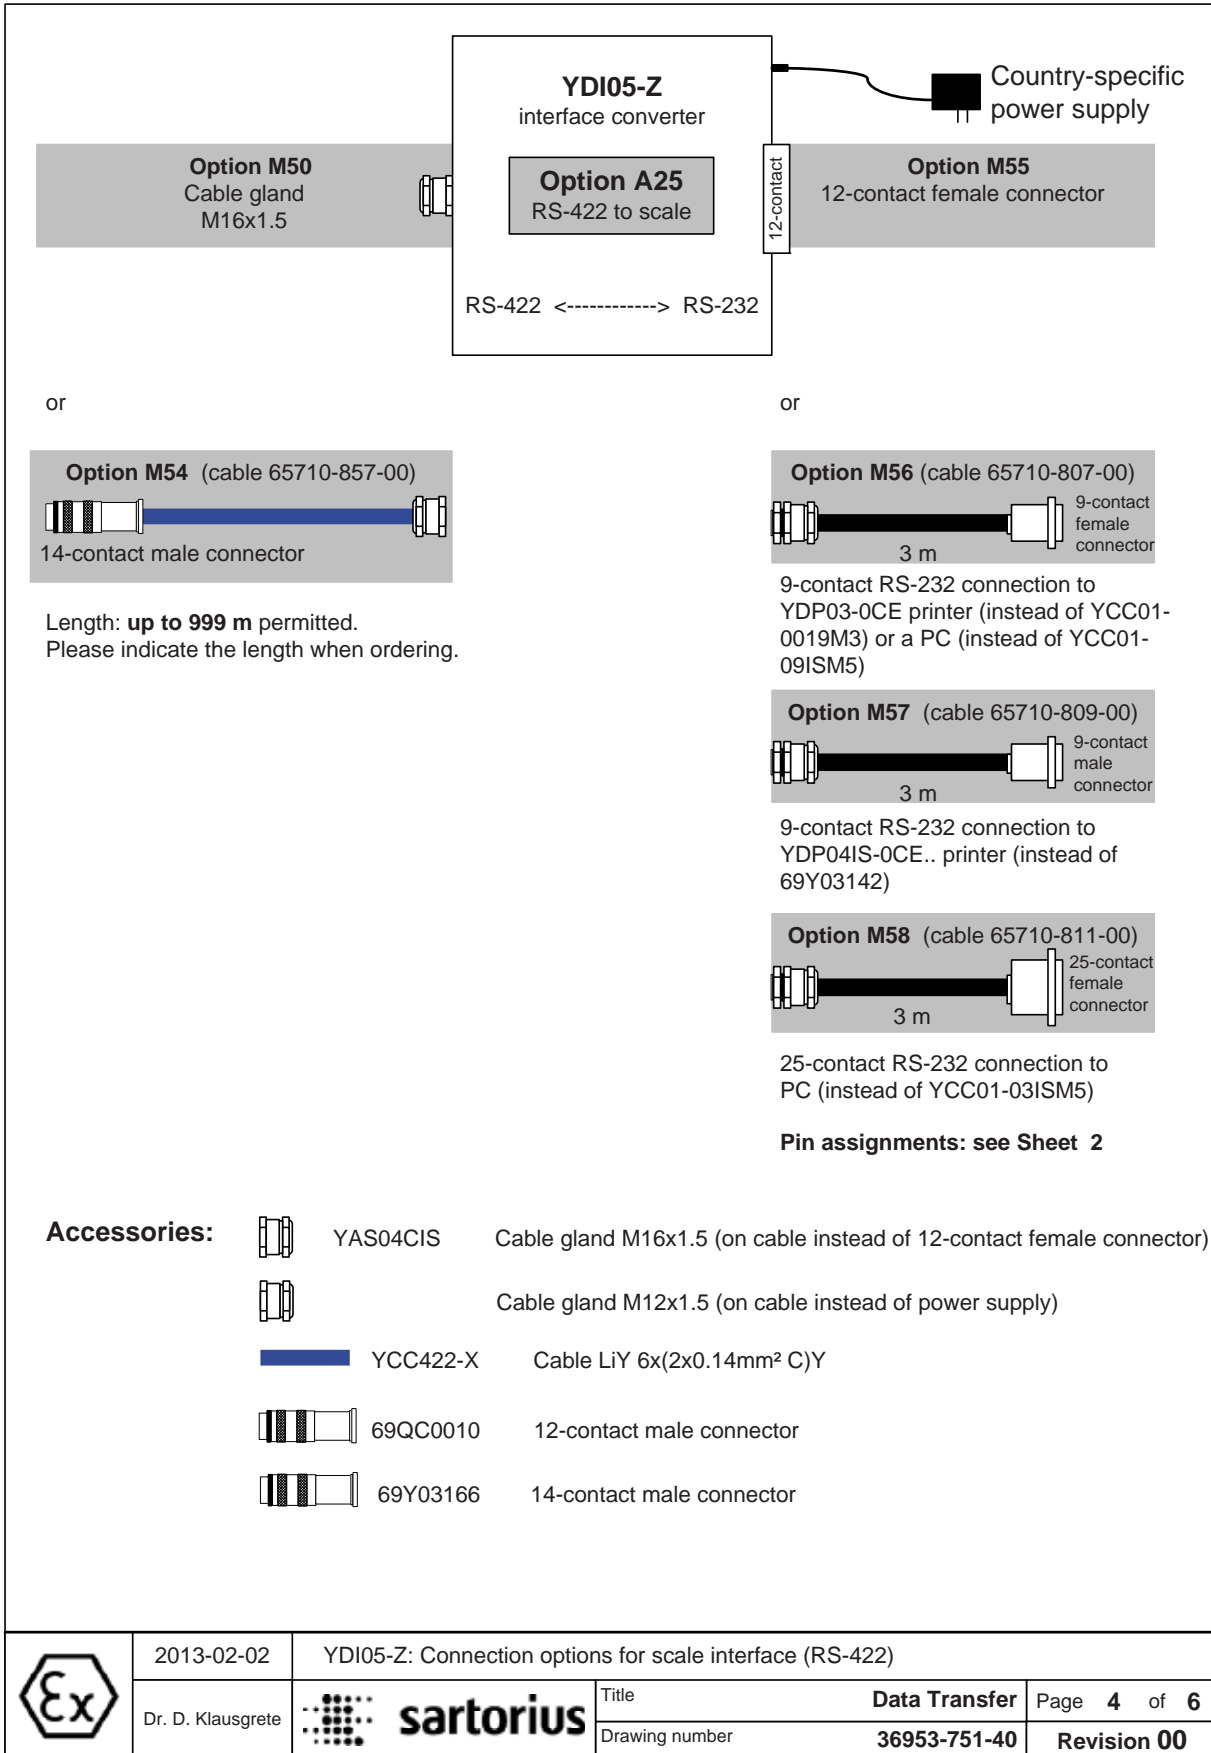 YDI05-Z
interface converter
Country-specific
power supply
Option M50
Cable gland
M16x1.5
Option A25
RS-422 to scale
12-contact
Option M55
12-contact female connector
RS-422 <------------> RS-232
or
or
Option M54 (cable 65710-857-00)
14-contact male connector
Length: up to 999 m permitted.
Please indicate the length when ordering.
Option M56 (cable 65710-807-00)
9-contact
female
connector
3 m
9-contact RS-232 connection to
YDP03-0CE printer (instead of YCC01-
0019M3) or a PC (instead of YCC01-
09ISM5)
Option M57 (cable 65710-809-00)
9-contact
male
connector
3 m
9-contact RS-232 connection to
YDP04IS-0CE.. printer (instead of
69Y03142)
Option M58 (cable 65710-811-00)
25-contact
female
connector
3 m
25-contact RS-232 connection to
PC (instead of YCC01-03ISM5)
Pin assignments: see Sheet 2
Accessories:
YAS04CIS Cable gland M16x1.5 (on cable instead of 12-contact female connector)
Cable gland M12x1.5 (on cable instead of power supply)
YCC422-X Cable LiY 6x(2x0.14mm² C)Y
69QC0010 12-contact male connector
69Y03166 14-contact male connector
Ex
2013-02-02
YDI05-Z: Connection options for scale interface (RS-422)
Dr. D. Klausgrete
sartorius
Title Data Transfer
Page 4 of 6
Drawing number 36953-751-40
Revision 00